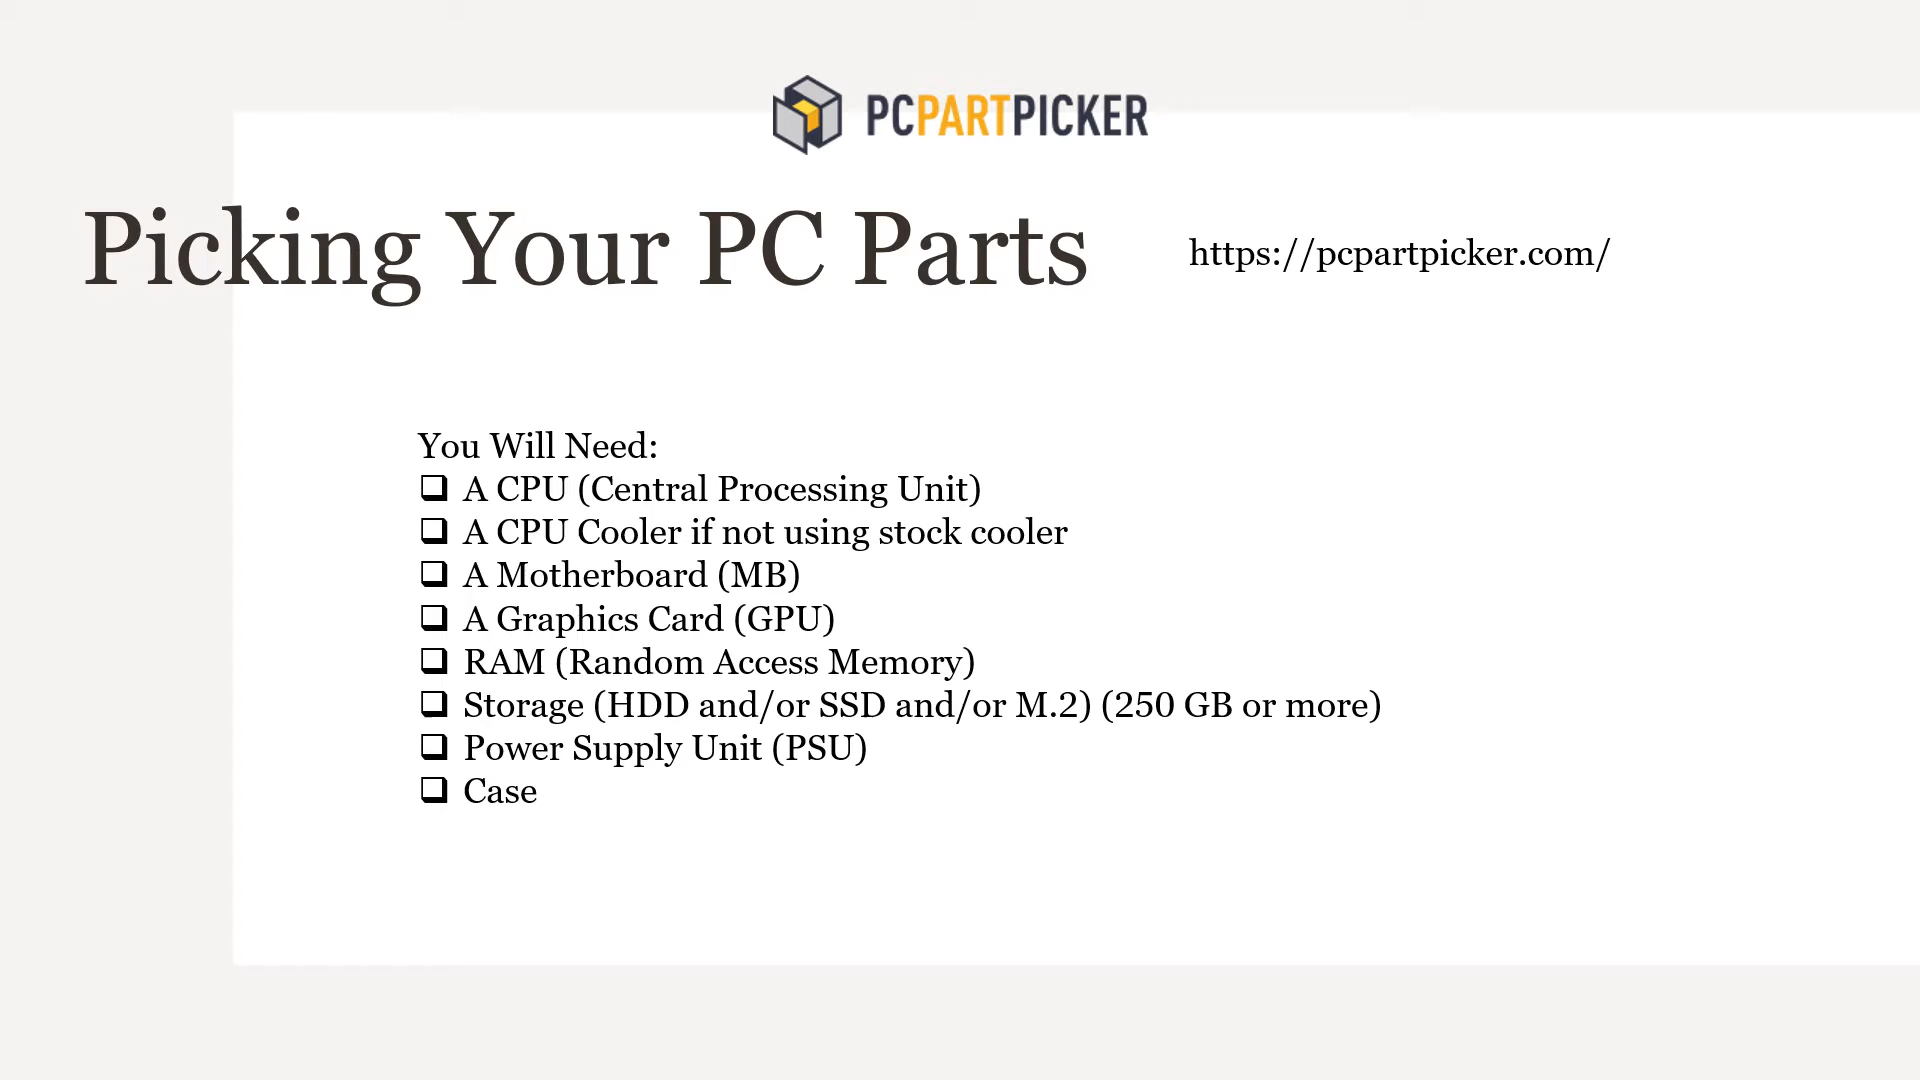 PCPARTPICKER
Picking Your PC Parts
https://pcpartpicker.com/
You Will Need:
❑ A CPU (Central Processing Unit)
❑ A CPU Cooler if not using stock cooler
❑ A Motherboard (MB)
❑ A Graphics Card (GPU)
❑ RAM (Random Access Memory)
❑ Storage (HDD and/or SSD and/or M.2) (250 GB or more)
❑ Power Supply Unit (PSU)
❑ Case